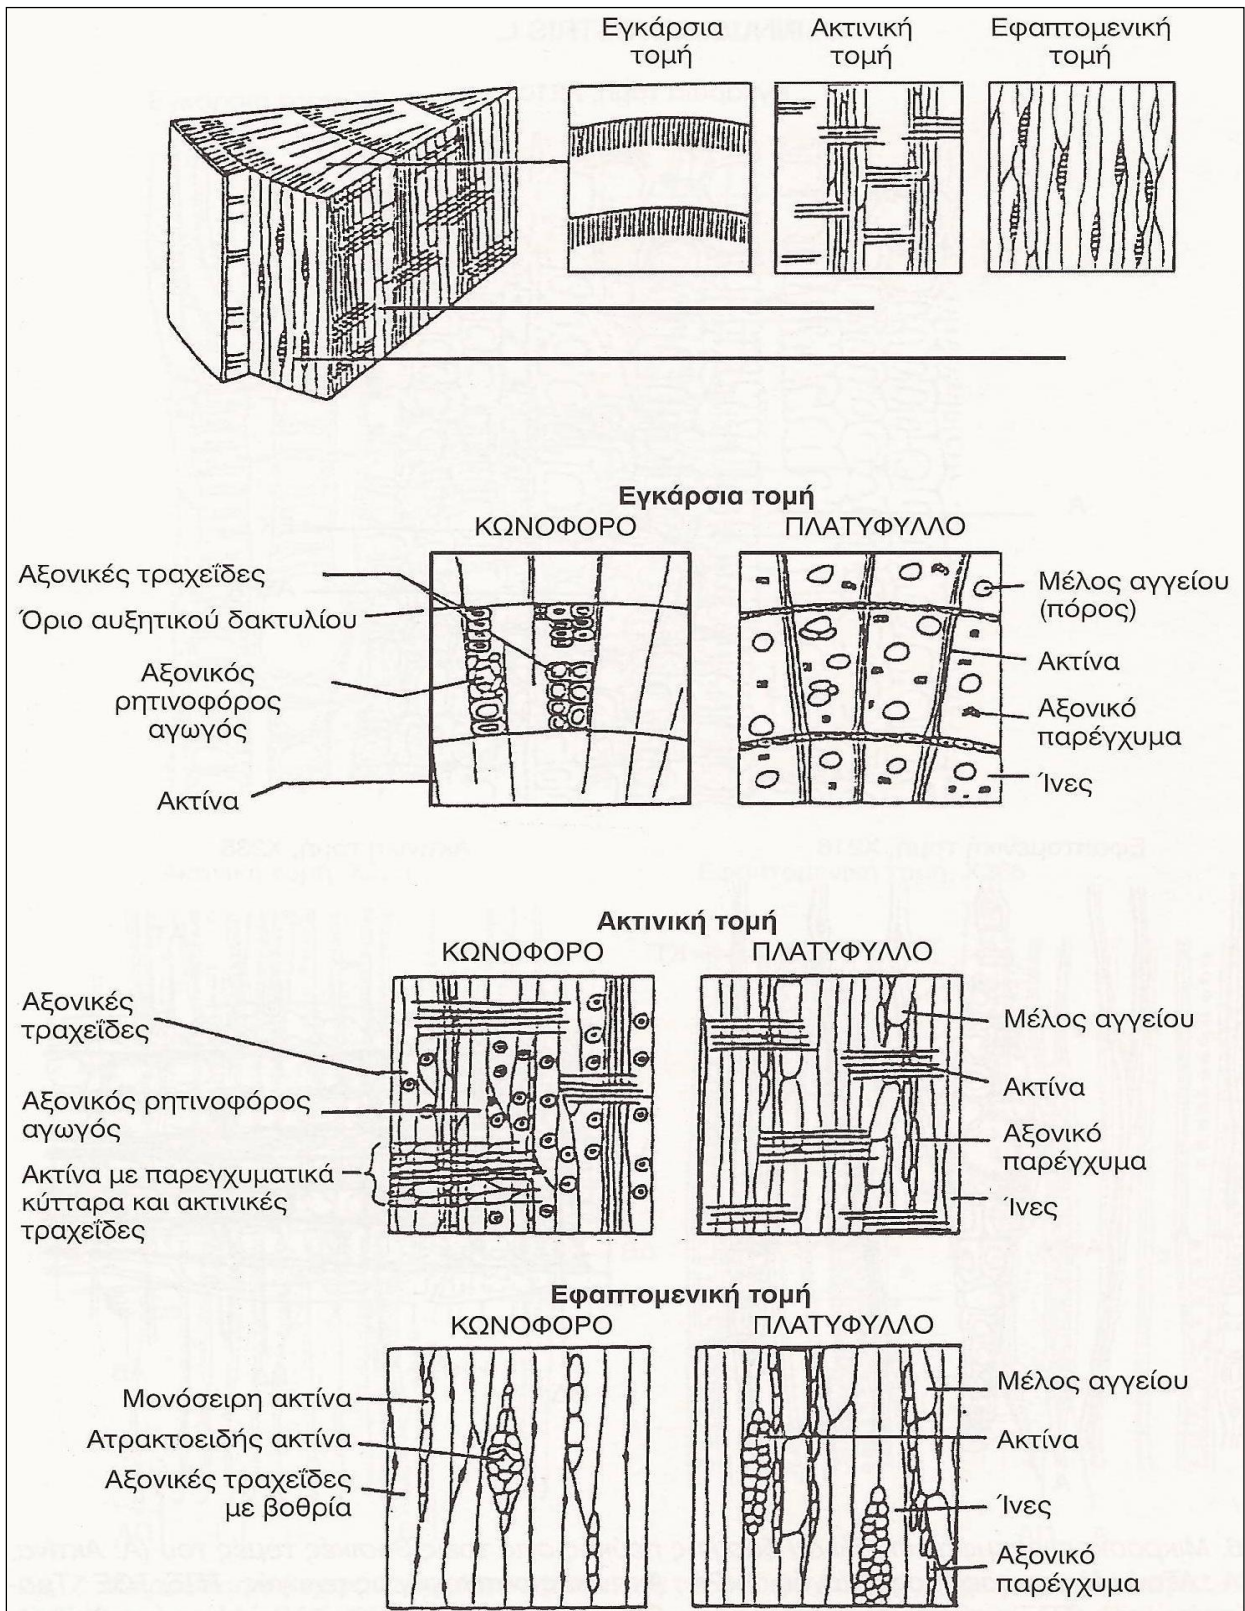 Εγκάρσια
τομή
Ακτινική
τομή
Εφαπτομενική
τομή
Εγκάρσια τομή
ΚΩΝΟΦΟΡΟ
ΠΛΑΤΥΦΥΛΛΟ
Αξονικές τραχεΐδες
Όριο αυξητικού δακτυλίου
Αξονικός
ρητινοφόρος
αγωγός
Ακτίνα
Μέλος αγγείου
(πόρος)
Ακτίνα
Αξονικό
παρέγχυμα
Ίνες
Ακτινική τομή
ΚΩΝΟΦΟΡΟ
ΠΛΑΤΥΦΥΛΛΟ
Αξονικές
τραχεΐδες
Αξονικός ρητινοφόρος
αγωγός
Ακτίνα με παρεγχυματικά
κύτταρα και ακτινικές
τραχεΐδες
Μέλος αγγείου
Ακτίνα
Αξονικό
παρέγχυμα
Ίνες
Εφαπτομενική τομή
ΚΩΝΟΦΟΡΟ
ΠΛΑΤΥΦΥΛΛΟ
Μονόσειρη ακτίνα
Ατρακτοειδής ακτίνα
Αξονικές τραχεΐδες
με βοθρία
Μέλος αγγείου
Ακτίνα
Ίνες
Αξονικό
παρέγχυμα